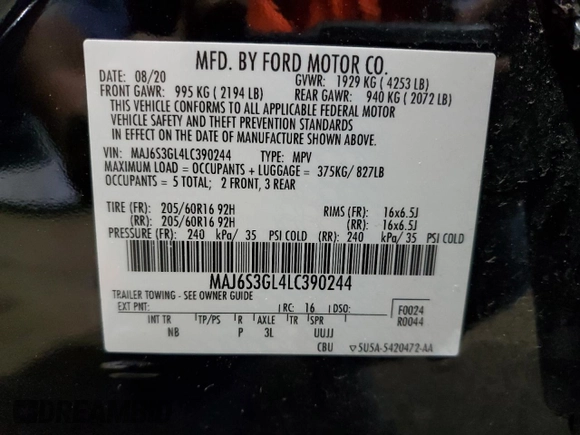 MFD. BY FORD MOTOR CO.
DATE: 08/20 GVWR: 1929 KG ( 4253 LB)
FRONT GAWR: 995 KG ( 2194 LB) REAR GAWR: 940 KG ( 2072 LB)
THIS VEHICLE CONFORMS TO ALL APPLICABLE FEDERAL MOTOR
VEHICLE SAFETY AND THEFT PREVENTION STANDARDS
IN EFFECT ON THE DATE OF MANUFACTURE SHOWN ABOVE.
VIN: MAJ6S3GL4LC390244 TYPE: MPV
MAXIMUM LOAD = OCCUPANTS + LUGGAGE = 375KG/ 827LB
OCCUPANTS = 5 TOTAL; 2 FRONT, 3 REAR
TIRE (FR): 205/60R16 92H RIMS (FR): 16x6.5J
(RR): 205/60R16 92H (RR): 16x6.5J
PRESSURE (FR): 240 kPa/ 35 PSI COLD (RR): 240 kPa/ 35 PSI COLD
MAJ6S3GL4LC390244
TRAILER TOWING - SEE OWNER GUIDE
EXT PNT: RC: 16 DSO: F0024
INT TR TP/PS R AXLE TR SPR R0044
NB P 3L UUJJ
CBU ▽ SU5A-5420472-AA
DREAMBID